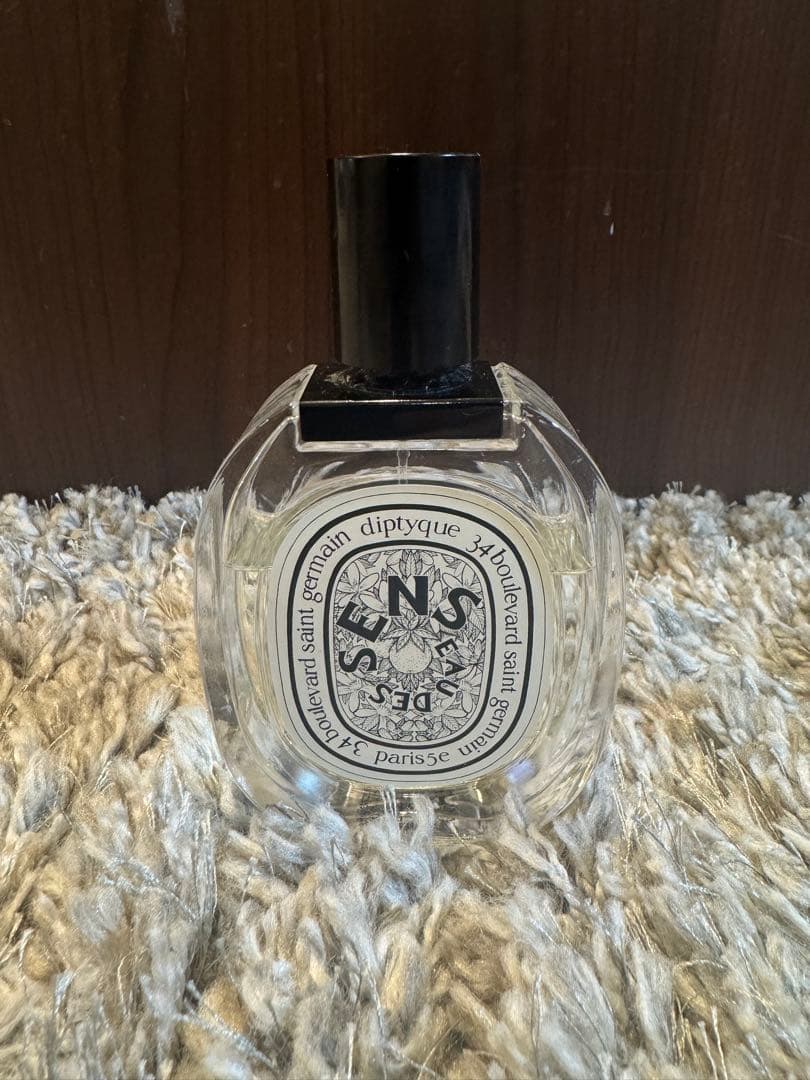 diptyque 34 boulevard saint germain paris5e 34 boulevard saint germain
EAU DES SENS